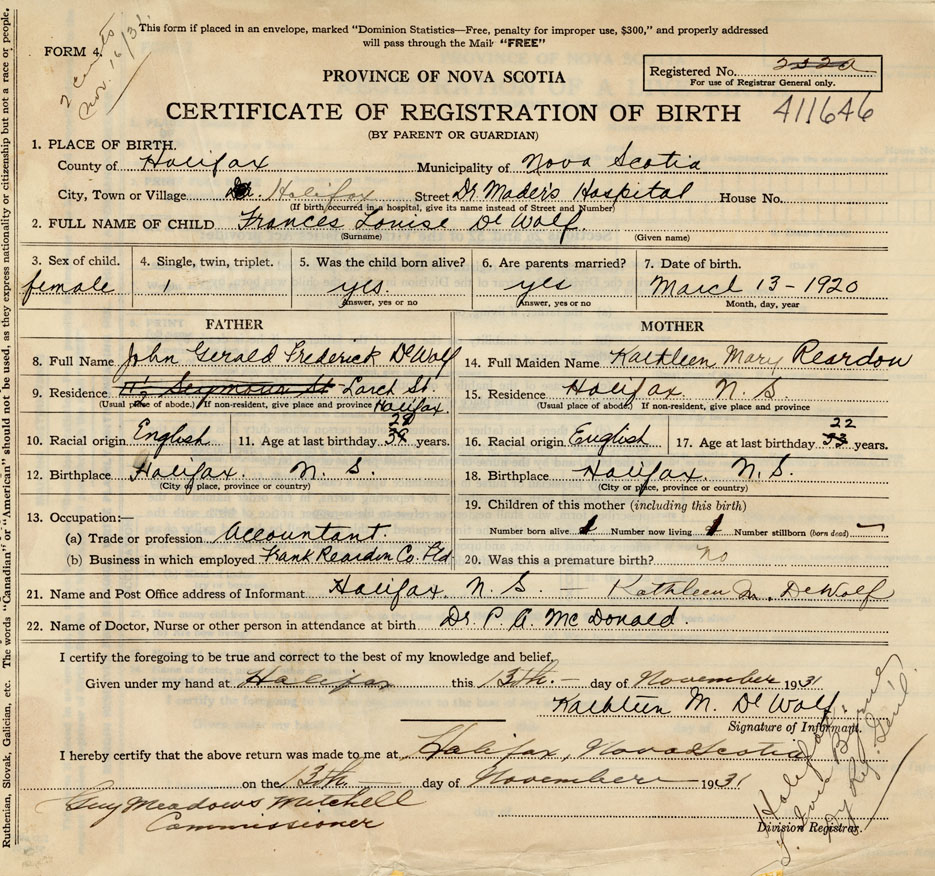 This form if placed in an envelope, marked "Dominion Statistics—Free, penalty for improper use, $300," and properly addressed
will pass through the Mail "FREE"
FORM 4.
Nov. 16/31
Registered No.
For use of Registrar General only.
PROVINCE OF NOVA SCOTIA
CERTIFICATE OF REGISTRATION OF BIRTH 411646
(BY PARENT OR GUARDIAN)
1. PLACE OF BIRTH.
County of Halifax Municipality of Nova Scotia
City, Town or Village Halifax Street Dr Mader's Hospital House No.
(If birth occurred in a hospital, give its name instead of Street and Number)
2. FULL NAME OF CHILD Frances Louise De Wolf.
(Surname) (Given name)
3. Sex of child. 4. Single, twin, triplet. 5. Was the child born alive? 6. Are parents married? 7. Date of birth.
female 1 yes. yes March 13 - 1920
Answer, yes or no Answer, yes or no Month, day, year
FATHER MOTHER
8. Full Name John Gerald Frederick DeWolf 14. Full Maiden Name Kathleen Mary Reardon
9. Residence Seymour St Larch St. 15. Residence Halifax N. S.
(Usual place of abode.) If non-resident, give place and province Halifax. (Usual place of abode) If non-resident, give place and province
10. Racial origin English 11. Age at last birthday years. 16. Racial origin English 17. Age at last birthday 22 years.
12. Birthplace Halifax. N. S. 18. Birthplace Halifax, N. S.
(City or place, province or country) (City or place, province or country)
19. Children of this mother (including this birth)
13. Occupation:—
(a) Trade or profession Accountant. Number born alive 1 Number now living 1 Number stillborn (born dead) —
(b) Business in which employed Frank Reardon Co. Ltd 20. Was this a premature birth? no
21. Name and Post Office address of Informant Halifax N. S. — Kathleen M. DeWolf
22. Name of Doctor, Nurse or other person in attendance at birth Dr. P. A. McDonald.
I certify the foregoing to be true and correct to the best of my knowledge and belief,
Given under my hand at Halifax this 13th. — day of November 1931
Kathleen M. De Wolf
Signature of Informant.
I hereby certify that the above return was made to me at Halifax, Nova Scotia
on the 13th. day of November 1931
Guy Meadows Mitchell
Commissioner
Halifax:
Dy Reg. Gen'l.
day of
Division Registrar.
Ruthenian, Slovak, Galician, etc. The words "Canadian" or "American" should not be used, as they express nationality or citizenship but not a race or people.